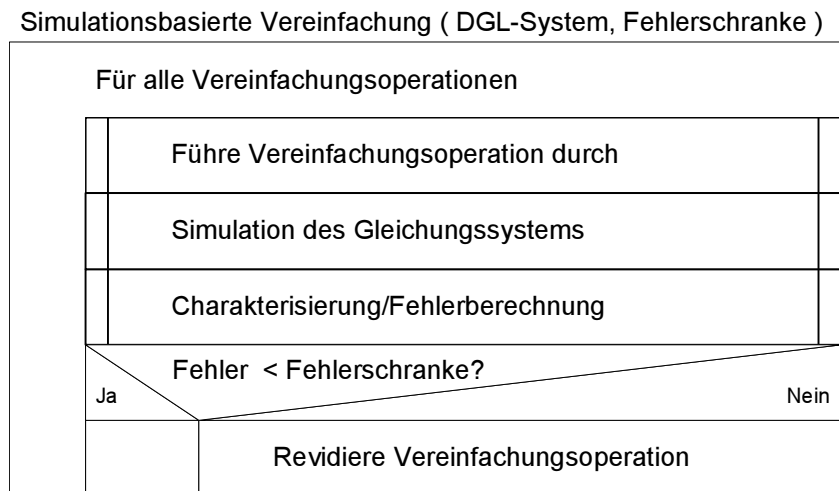 Simulationsbasierte Vereinfachung ( DGL-System, Fehlerschranke )
Für alle Vereinfachungsoperationen
Führe Vereinfachungsoperation durch
Simulation des Gleichungssystems
Charakterisierung/Fehlerberechnung
Fehler < Fehlerschranke?
Ja
Nein
Revidiere Vereinfachungsoperation